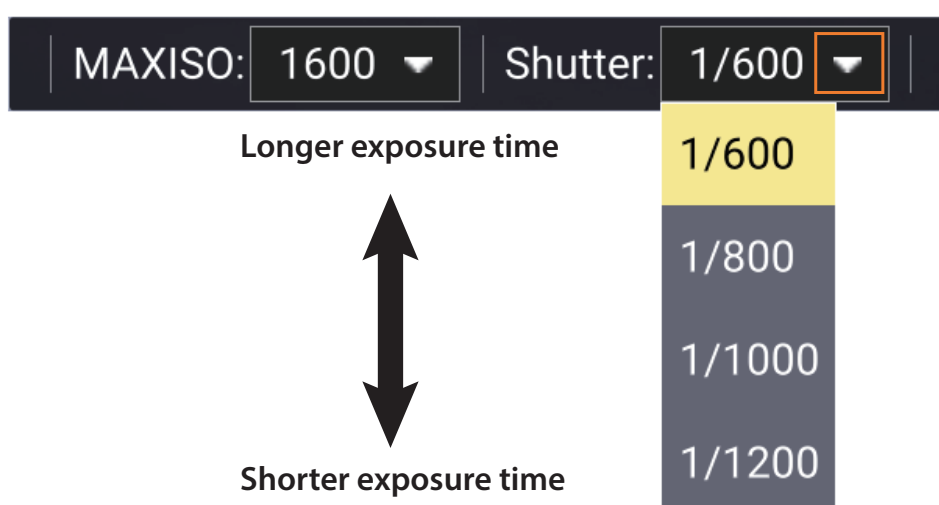 MAXISO: 1600 Shutter: 1/600
Longer exposure time
1/600
1/800
1/1000
Shorter exposure time
1/1200